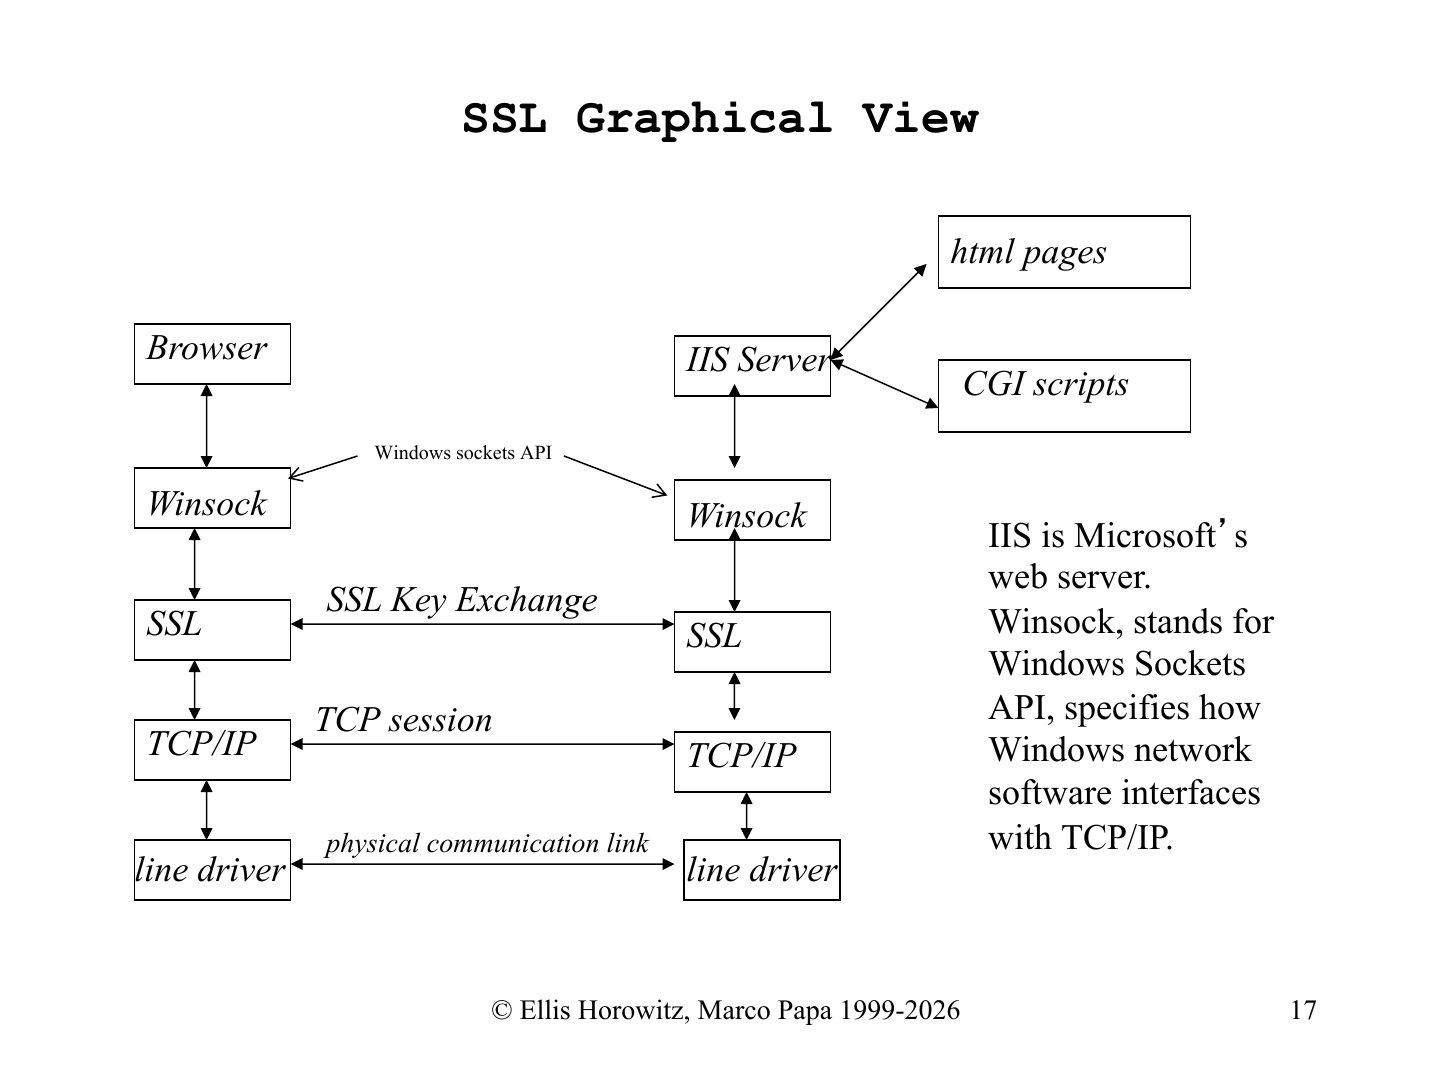 SSL Graphical View
html pages
Browser
IIS Server
CGI scripts
Windows sockets API
Winsock
Winsock
SSL Key Exchange
SSL
SSL
TCP session
TCP/IP
TCP/IP
physical communication link
line driver
line driver
IIS is Microsoft’s
web server.
Winsock, stands for
Windows Sockets
API, specifies how
Windows network
software interfaces
with TCP/IP.
© Ellis Horowitz, Marco Papa 1999-2026
17